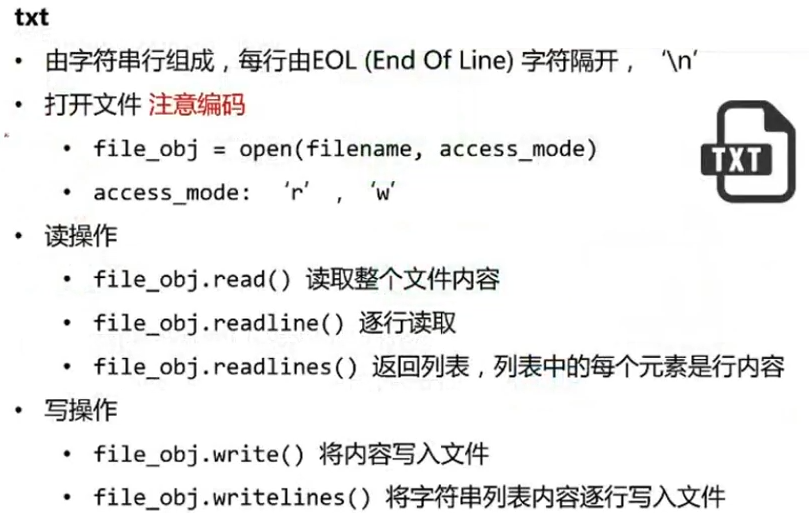 txt
• 由字符串行组成，每行由EOL (End Of Line) 字符隔开， ‘\n’
• 打开文件 注意编码
• file_obj = open(filename, access_mode)
• access_mode: ‘r’ , ‘w’
TXT
• 读操作
• file_obj.read() 读取整个文件内容
• file_obj.readline() 逐行读取
• file_obj.readlines() 返回列表，列表中的每个元素是行内容
• 写操作
• file_obj.write() 将内容写入文件
• file_obj.writelines() 将字符串列表内容逐行写入文件